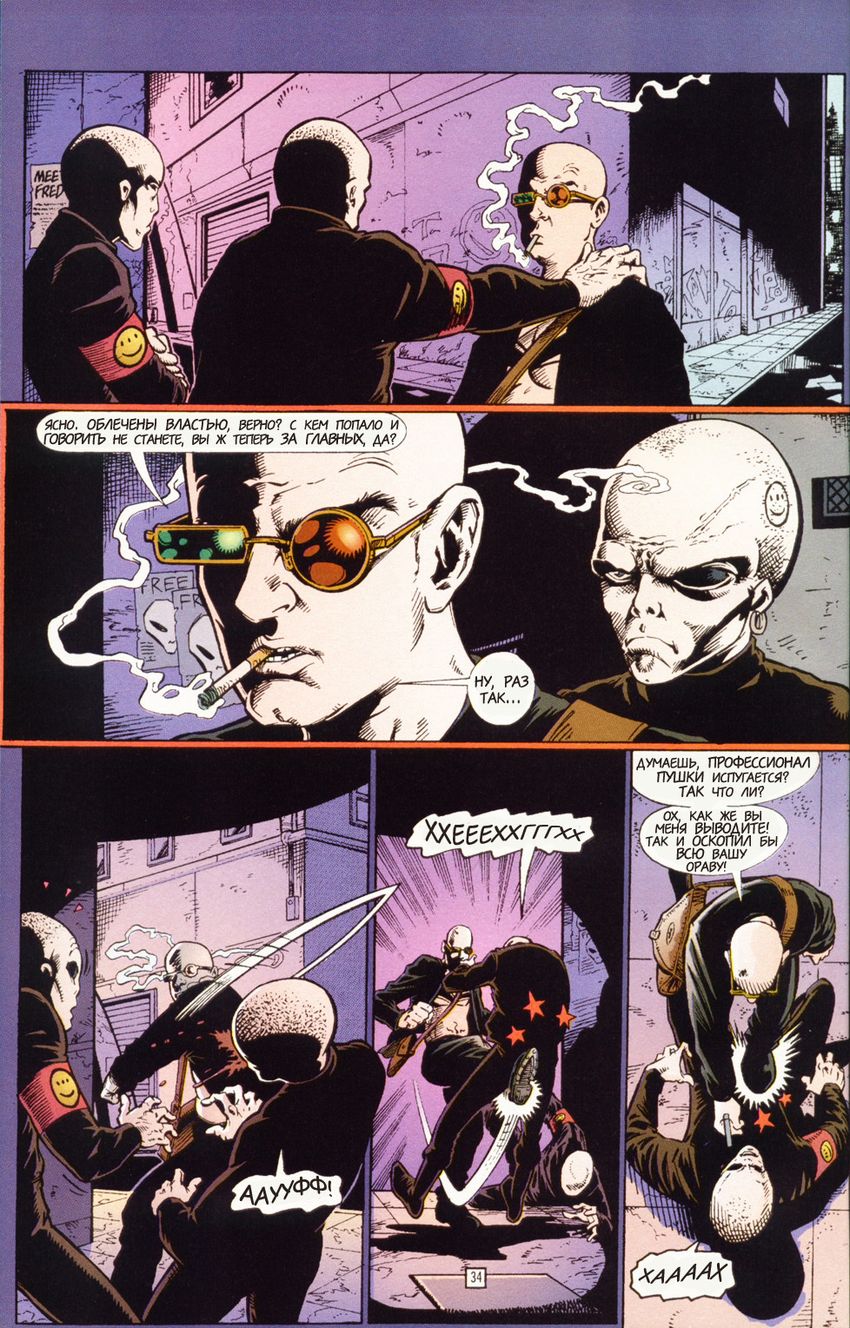 MEET
FRED
ЯСНО. ОБЛЕЧЕНЫ ВЛАСТЬЮ, ВЕРНО? С КЕМ ПОПАЛО И
ГОВОРИТЬ НЕ СТАНЕТЕ, ВЫ Ж ТЕПЕРЬ ЗА ГЛАВНЫХ, ДА?
FREE!
FR
НУ, РАЗ
ТАК...
ААУУФФ!
ХХЕЕЕХХГГГХХ
ДУМАЕШЬ, ПРОФЕССИОНАЛ
ПУШКИ ИСПУГАЕТСЯ?
ТАК ЧТО ЛИ?
ОХ, КАК ЖЕ ВЫ
МЕНЯ ВЫВОДИТЕ!
ТАК И ОСКОПИЛ БЫ
ВСЮ ВАШУ
ОРАВУ!
ХААААХ
34